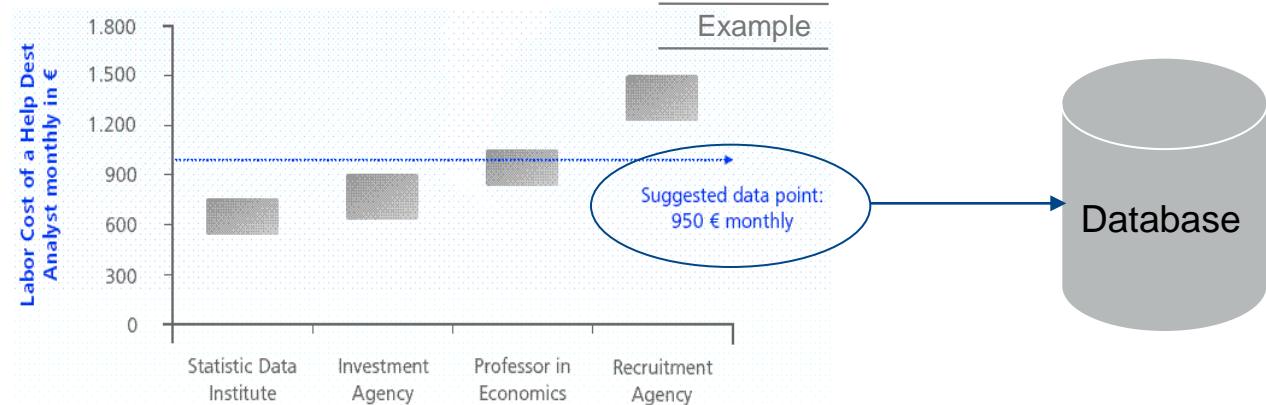 Example
Labor Cost of a Help Dest
Analyst monthly in €
1.800
1.500
1.200
900
600
300
0
Suggested data point:
950 € monthly
Database
Statistic Data
Institute
Investment
Agency
Professor in
Economics
Recruitment
Agency